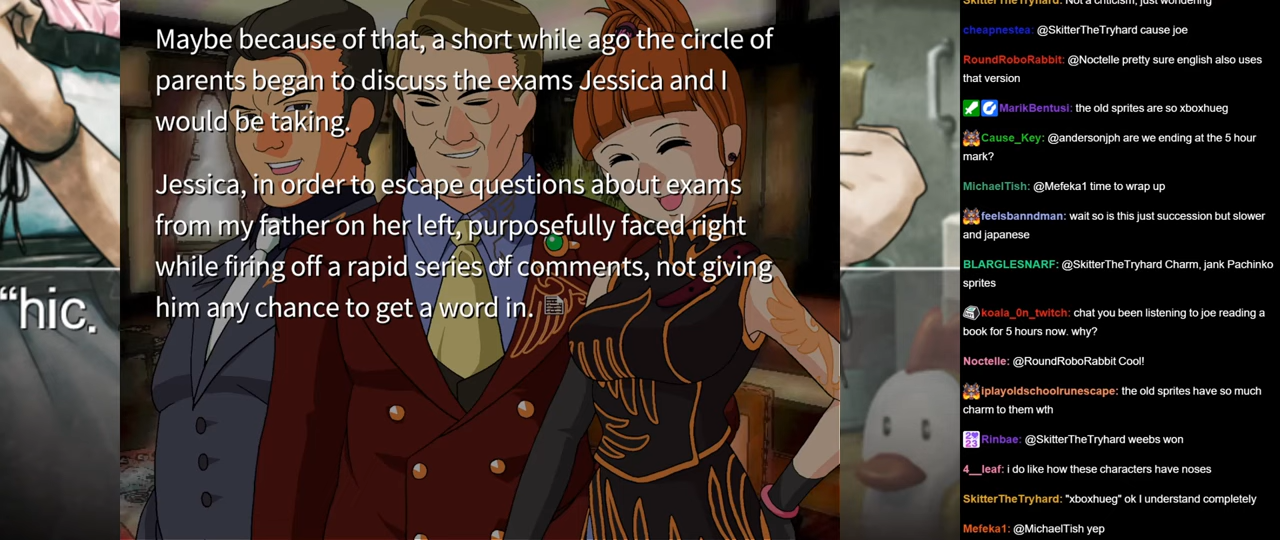 Maybe because of that, a short while ago the circle of
parents began to discuss the exams Jessica and I
would be taking.
Jessica, in order to escape questions about exams
from my father on her left, purposefully faced right
while firing off a rapid series of comments, not giving
him any chance to get a word in.
“hic.
SkitterTheTryhard: Not a criticism, just wondering
cheapnestea: @SkitterTheTryhard cause joe
RoundRoboRabbit: @Noctelle pretty sure english also uses
that version
MarikBentusi: the old sprites are so xboxhueg
Cause_Key: @andersonjph are we ending at the 5 hour
mark?
MichaelTish: @Mefeka1 time to wrap up
feelsbanndman: wait so is this just succession but slower
and japanese
BLARGLESNARF: @SkitterTheTryhard Charm, jank Pachinko
sprites
koala_0n_twitch: chat you been listening to joe reading a
book for 5 hours now. why?
Noctelle: @RoundRoboRabbit Cool!
iplayoldschoolrunescape: the old sprites have so much
charm to them wth
Rinbae: @SkitterTheTryhard weebs won
4__leaf: i do like how these characters have noses
SkitterTheTryhard: "xboxhueg" ok I understand completely
Mefeka1: @MichaelTish yep